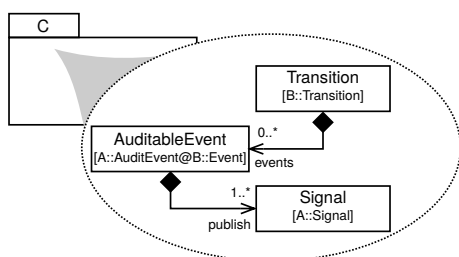 C
Transition
[B::Transition]
0..*
AuditableEvent
[A::AuditEvent@B::Event]
events
1..*
Signal
[A::Signal]
publish